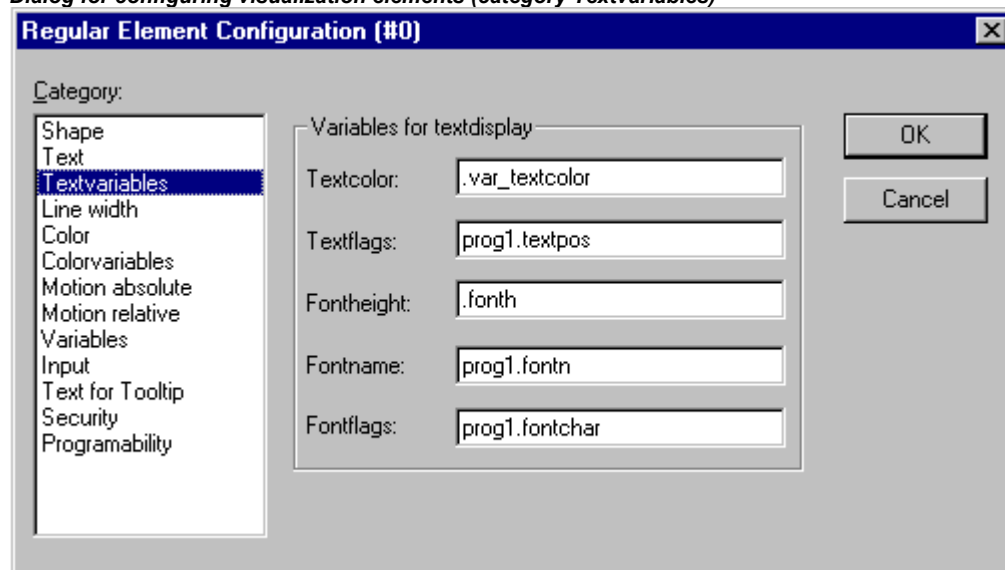 Dialog for configuring visualization elements (category Textvariables)
Regular Element Configuration (#0)
Category:
Shape
Text
Textvariables
Line width
Color
Colorvariables
Motion absolute
Motion relative
Variables
Input
Text for Tooltip
Security
Programability
Variables for textdisplay
Textcolor: .var_textcolor
Textflags: prog1.textpos
Fontheight: .fonth
Fontname: prog1.fontn
Fontflags: prog1.fontchar
OK
Cancel